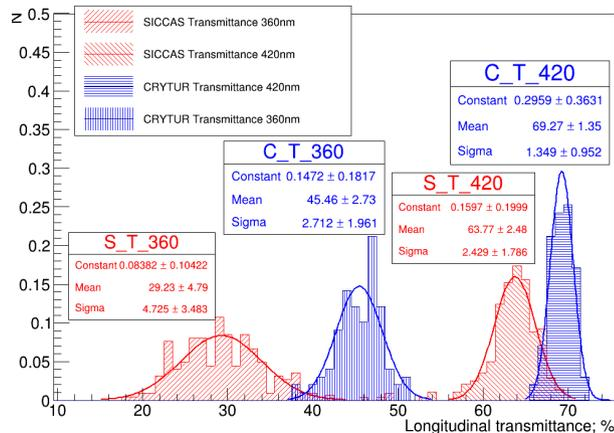 N
0.5
0.45
0.4
0.35
0.3
0.25
0.2
0.15
0.1
0.05
0
SICCAS Transmittance 360nm
SICCAS Transmittance 420nm
CRYTUR Transmittance 420nm
CRYTUR Transmittance 360nm
C_T_420
Constant 0.2959 ± 0.3631
Mean 69.27 ± 1.35
Sigma 1.349 ± 0.952
C_T_360
Constant 0.1472 ± 0.1817
Mean 45.46 ± 2.73
Sigma 2.712 ± 1.961
S_T_420
Constant 0.1597 ± 0.1999
Mean 63.77 ± 2.48
Sigma 2.429 ± 1.786
S_T_360
Constant 0.08382 ± 0.10422
Mean 29.23 ± 4.79
Sigma 4.725 ± 3.483
10 20 30 40 50 60 70
Longitudinal transmittance; %